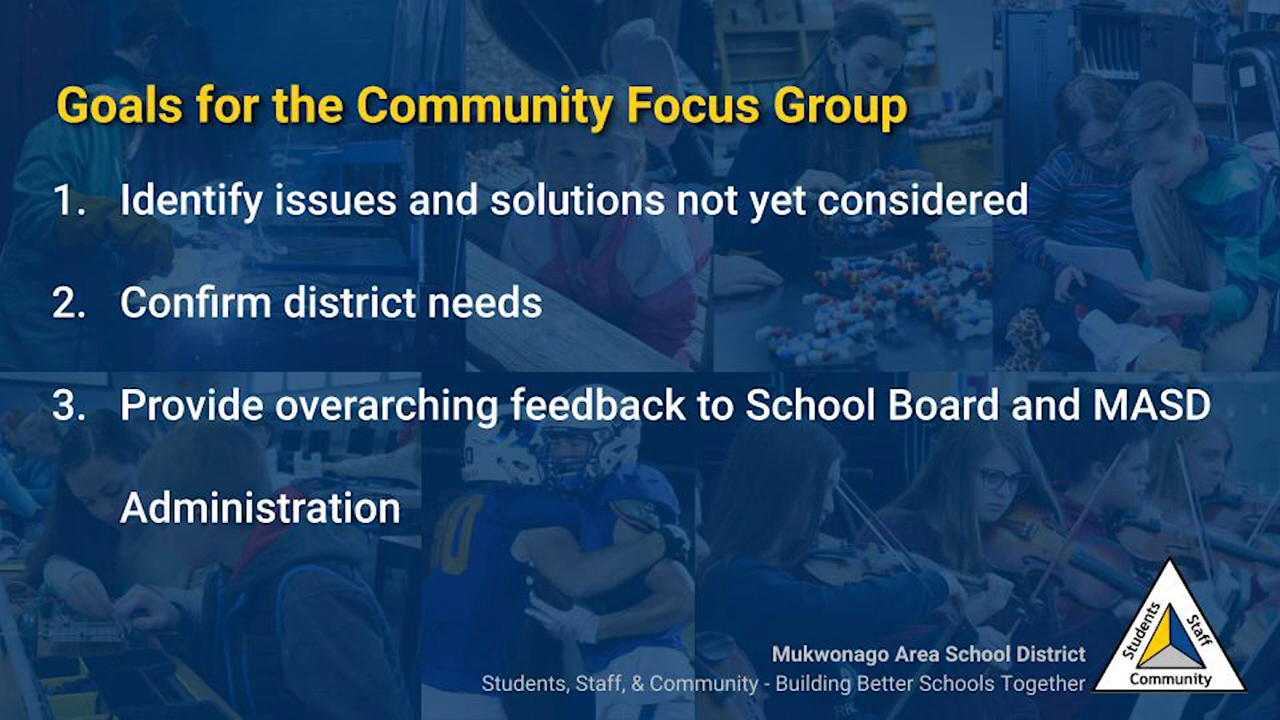 Goals for the Community Focus Group
1. Identify issues and solutions not yet considered
2. Confirm district needs
3. Provide overarching feedback to School Board and MASD
Administration
Mukwonago Area School District
Students, Staff, & Community - Building Better Schools Together
Students
Staff
Community